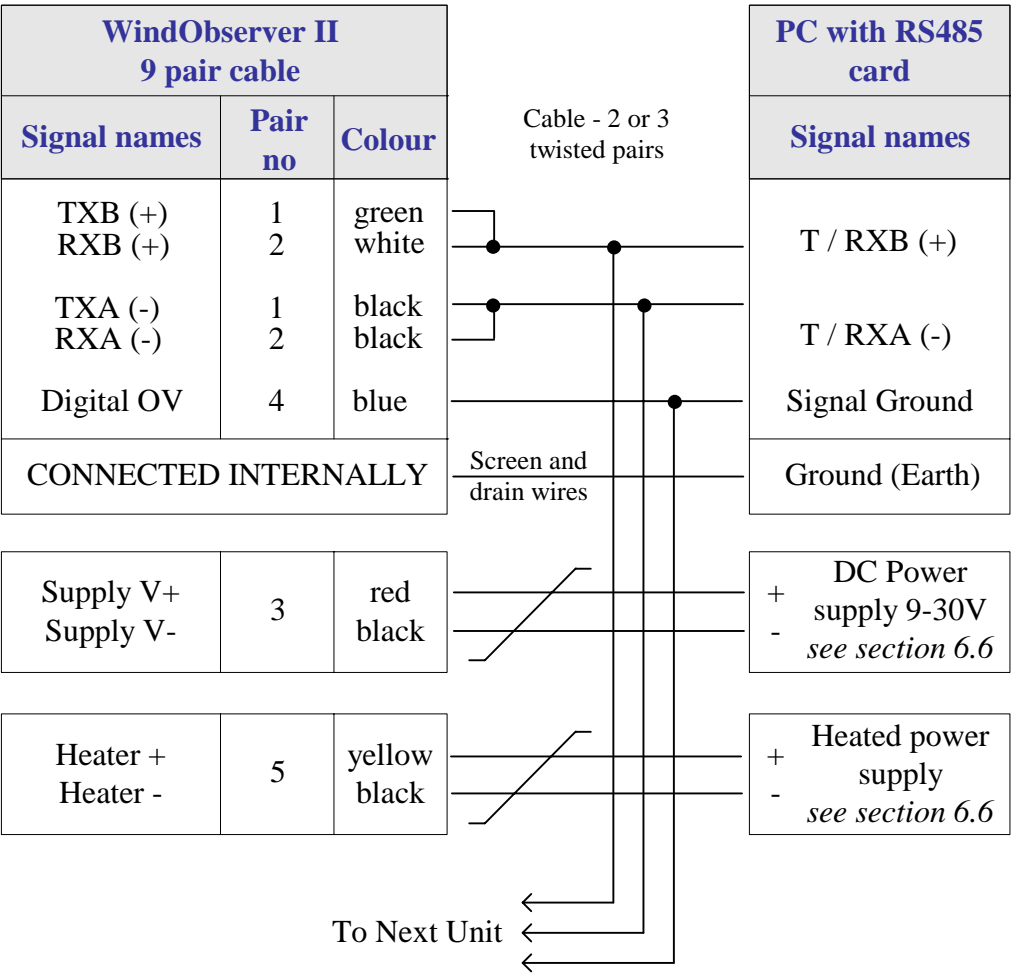 WindObserver II
9 pair cable
PC with RS485
card
Signal names
Pair
no
Colour
Cable - 2 or 3
twisted pairs
Signal names
TXB (+) 1 green
RXB (+) 2 white
T / RXB (+)
TXA (-) 1 black
RXA (-) 2 black
T / RXA (-)
Digital OV 4 blue
Signal Ground
CONNECTED INTERNALLY
Screen and
drain wires
Ground (Earth)
Supply V+
Supply V-
3
red
black
+
-
DC Power
supply 9-30V
see section 6.6
Heater +
Heater -
5
yellow
black
+
-
Heated power
supply
see section 6.6
To Next Unit